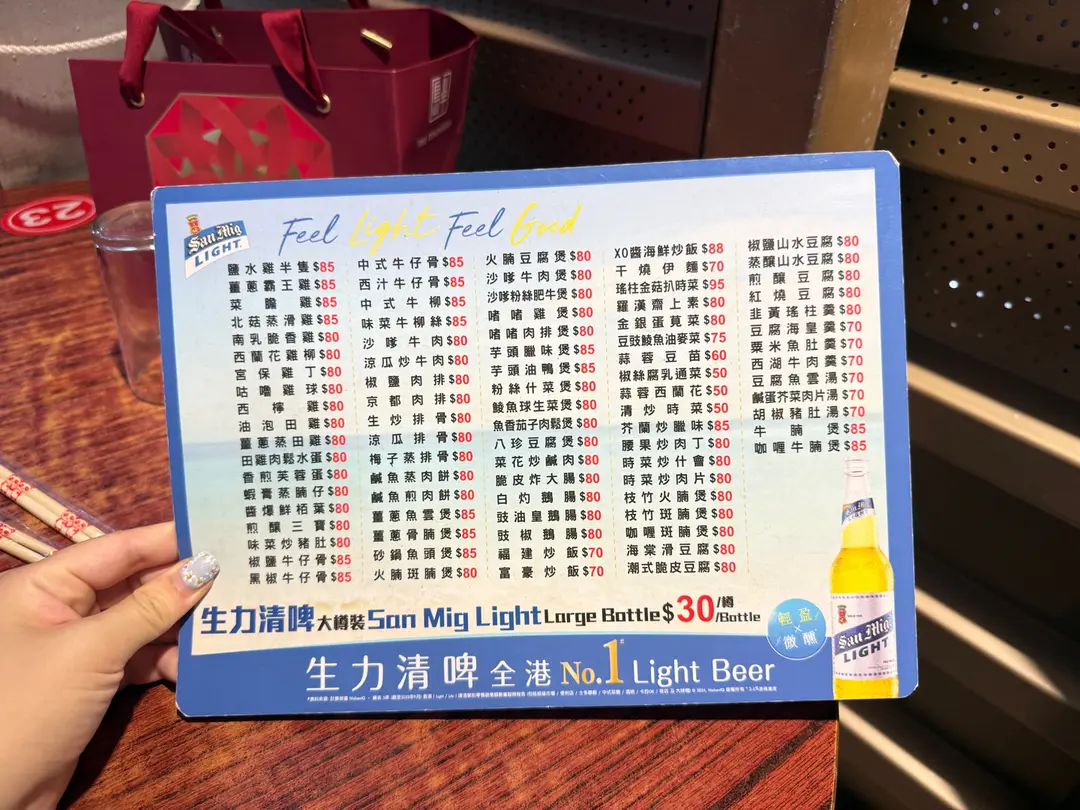 23
San Mig
LIGHT.
Feel Light Feel Good
鹽水雞半隻 $85
薑蔥霸王雞 $85
菜膽雞 $85
北菇蒸滑雞 $85
南乳脆香雞 $80
西蘭花雞柳 $80
宮保雞丁 $80
咕嚕雞球 $80
西檸雞 $80
油泡田雞 $80
薑蔥蒸田雞 $80
田雞肉鬆水蛋 $80
香煎芙蓉蛋 $80
蝦膏蒸腩仔 $80
醬爆鮮桕葉 $80
煎釀三寶 $80
味菜炒豬肚 $80
椒鹽牛仔骨 $85
黑椒牛仔骨 $85
中式牛仔骨 $85
西汁牛仔骨 $85
中式牛柳 $85
味菜牛柳絲 $85
沙嗲牛肉 $80
涼瓜炒牛肉 $80
椒鹽肉排 $80
京都肉排 $80
生炒排骨 $80
涼瓜排骨 $80
梅子蒸排骨 $80
鹹魚蒸肉餅 $80
鹹魚煎肉餅 $80
薑蔥魚雲煲 $85
薑蔥骨腩煲 $85
砂鍋魚頭煲 $85
火腩斑腩煲 $80
火腩豆腐煲 $80
沙嗲牛肉煲 $80
沙嗲粉絲肥牛煲 $80
啫啫雞煲 $80
啫啫肉排煲 $80
芋頭臘味煲 $85
芋頭油鴨煲 $85
粉絲什菜煲 $80
鯪魚球生菜煲 $80
魚香茄子肉鬆煲 $80
八珍豆腐煲 $80
菜花炒鹹肉 $80
脆皮炸大腸 $80
白灼鵝腸 $80
豉油皇鵝腸 $80
豉椒鵝腸 $80
福建炒飯 $70
富豪炒飯 $70
XO醬海鮮炒飯 $88
干燒伊麵 $70
瑤柱金菇扒時菜 $95
羅漢齋上素 $80
金銀蛋莧菜 $80
豆豉鯪魚油麥菜 $75
蒜蓉豆苗 $60
椒絲腐乳通菜 $50
蒜蓉西蘭花 $50
清炒時菜 $50
芥蘭炒臘味 $85
腰果炒肉丁 $80
時菜炒什會 $80
時菜炒肉片 $80
枝竹火腩煲 $80
枝竹斑腩煲 $80
咖喱斑腩煲 $80
海棠滑豆腐 $80
潮式脆皮豆腐 $80
椒鹽山水豆腐 $80
蒸釀山水豆腐 $80
煎釀豆腐 $80
紅燒豆腐 $80
韭黃瑤柱羹 $80
豆腐海皇羹 $70
粟米魚肚羹 $70
西湖牛肉羹 $70
豆腐魚雲湯 $70
鹹蛋芥菜肉片湯 $70
胡椒豬肚湯 $70
牛腩煲 $85
咖喱牛腩煲 $85
生力清啤 大樽裝 San Mig Light Large Bottle $30/樽 /Bottle
輕盈
微醺
San Mig
LIGHT
生力清啤 全港 No.1# Light Beer